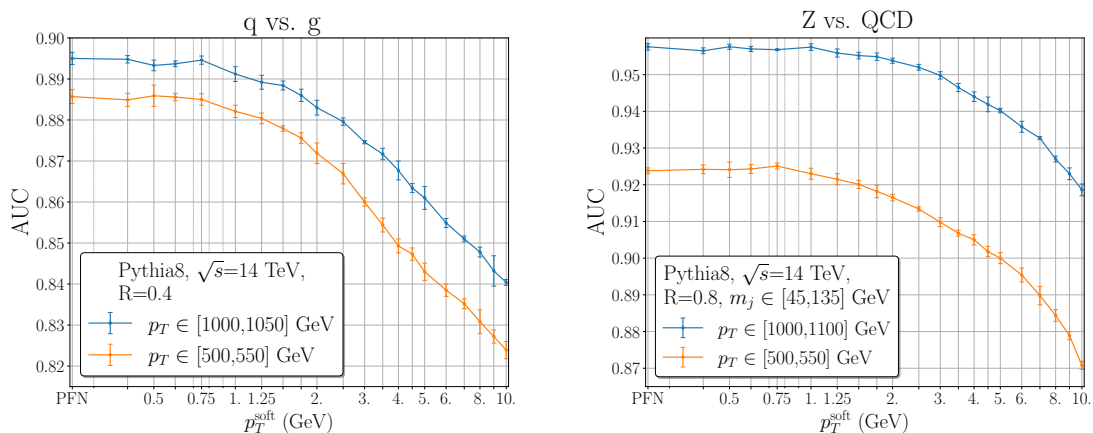 q vs. g
AUC
0.90
0.89
0.88
0.87
0.86
0.85
0.84
0.83
0.82
Pythia8, √s=14 TeV,
R=0.4
p_T ∈ [1000,1050] GeV
p_T ∈ [500,550] GeV
PFN 0.5 0.75 1. 1.25 2. 3. 4. 5. 6. 8. 10.
p_T^soft (GeV)
Z vs. QCD
AUC
0.95
0.94
0.93
0.92
0.91
0.90
0.89
0.88
0.87
Pythia8, √s=14 TeV,
R=0.8, m_j ∈ [45,135] GeV
p_T ∈ [1000,1100] GeV
p_T ∈ [500,550] GeV
PFN 0.5 0.75 1. 1.25 2. 3. 4. 5. 6. 8. 10.
p_T^soft (GeV)